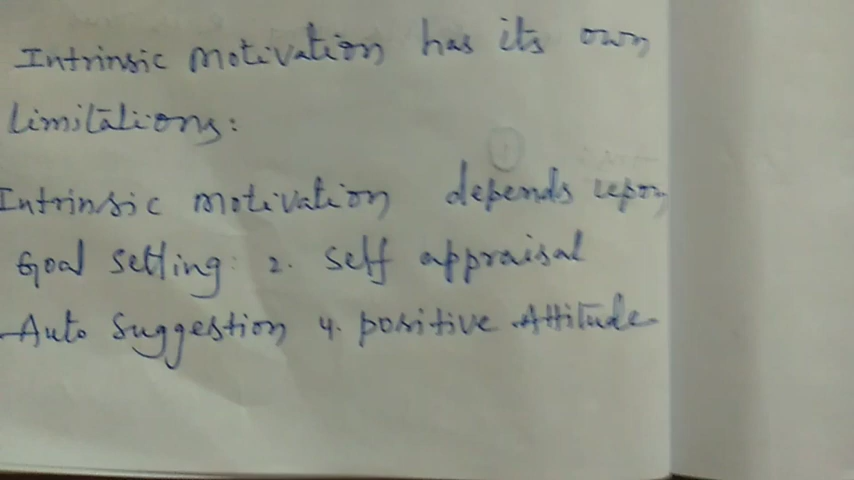 Intrinsic motivation has its own
limitations:
Intrinsic motivation depends upon
Goal setting: 2. Self appraisal
Auto Suggestion 4. positive Attitude